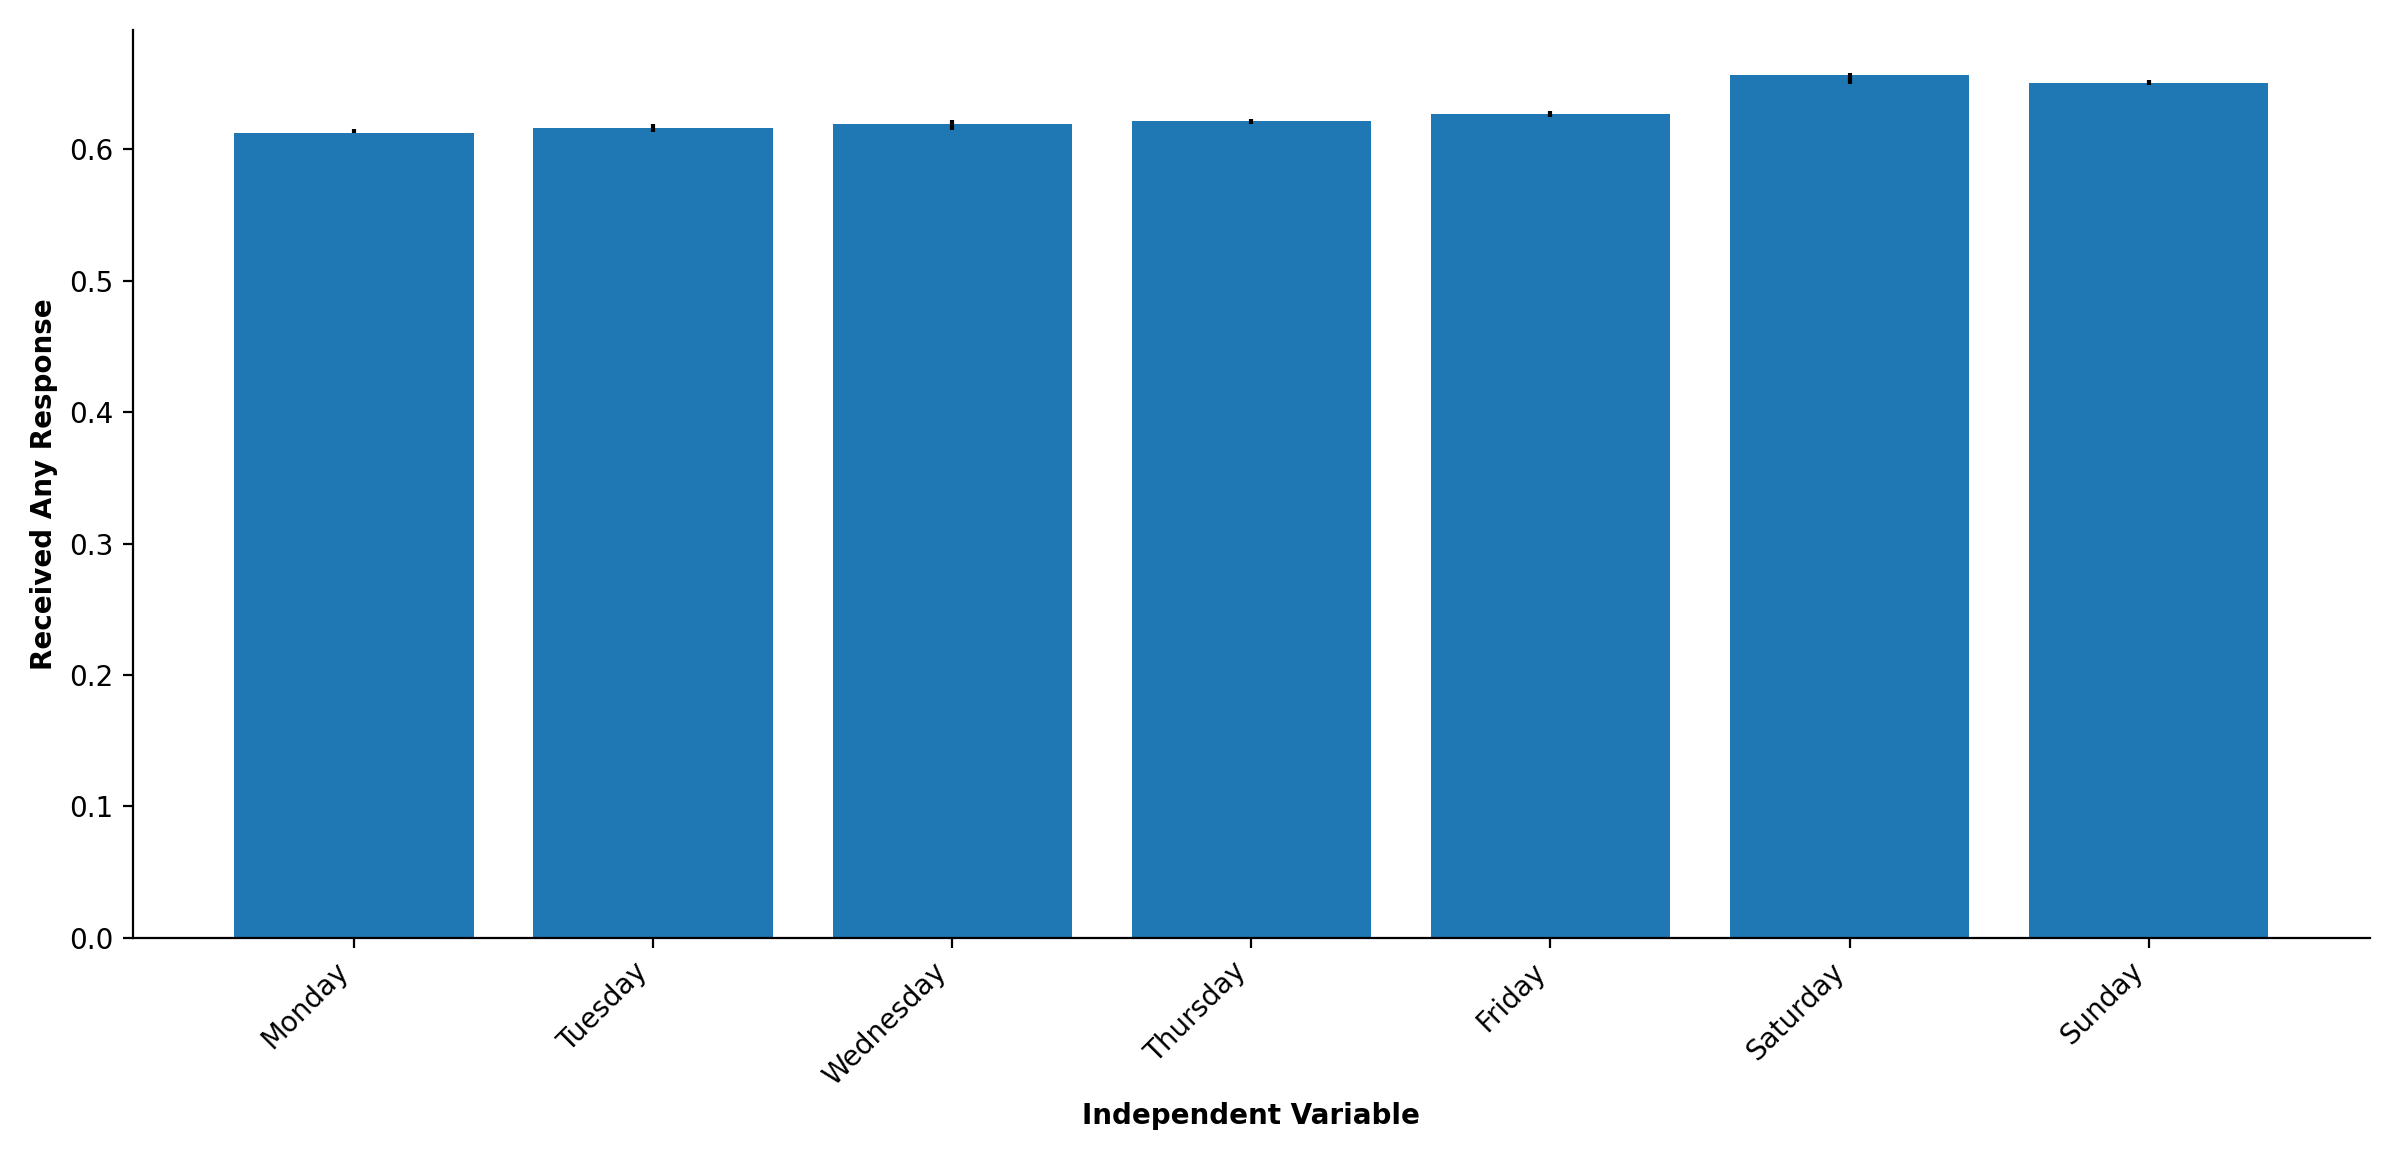 Received Any Response
0.6
0.5
0.4
0.3
0.2
0.1
0.0
Monday
Tuesday
Wednesday
Thursday
Friday
Saturday
Sunday
Independent Variable